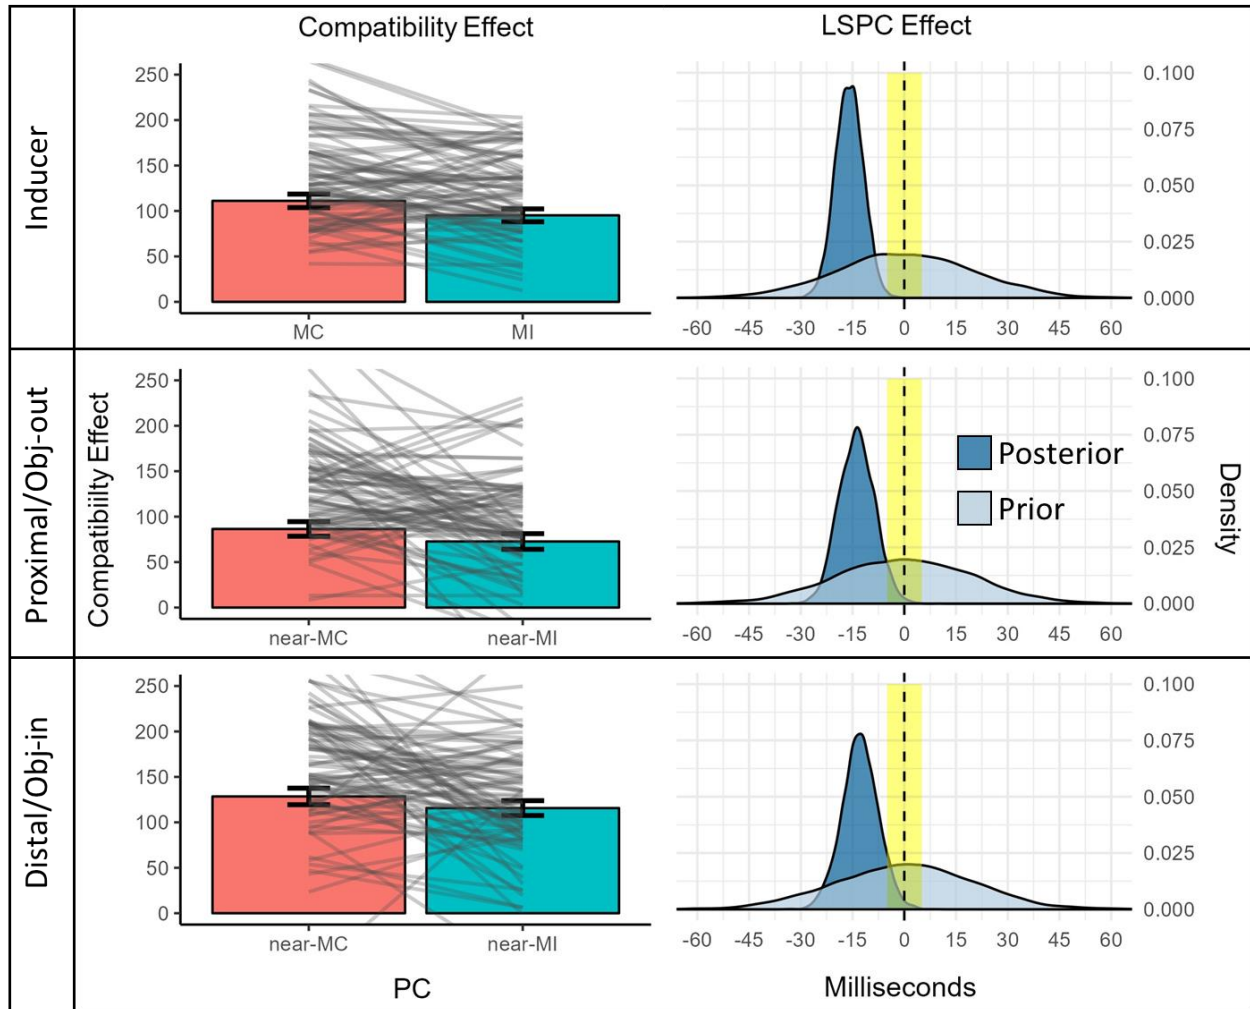 Compatibility Effect
LSPC Effect
Inducer
250
200
150
100
50
0
MC
MI
0.100
0.075
0.050
0.025
0.000
-60 -45 -30 -15 0 15 30 45 60
Proximal/Obj-out
Compatibiilty Effect
250
200
150
100
50
0
near-MC
near-MI
0.100
0.075
0.050
0.025
0.000
Posterior
Prior
Density
-60 -45 -30 -15 0 15 30 45 60
Distal/Obj-in
250
200
150
100
50
0
near-MC
near-MI
0.100
0.075
0.050
0.025
0.000
-60 -45 -30 -15 0 15 30 45 60
PC
Milliseconds